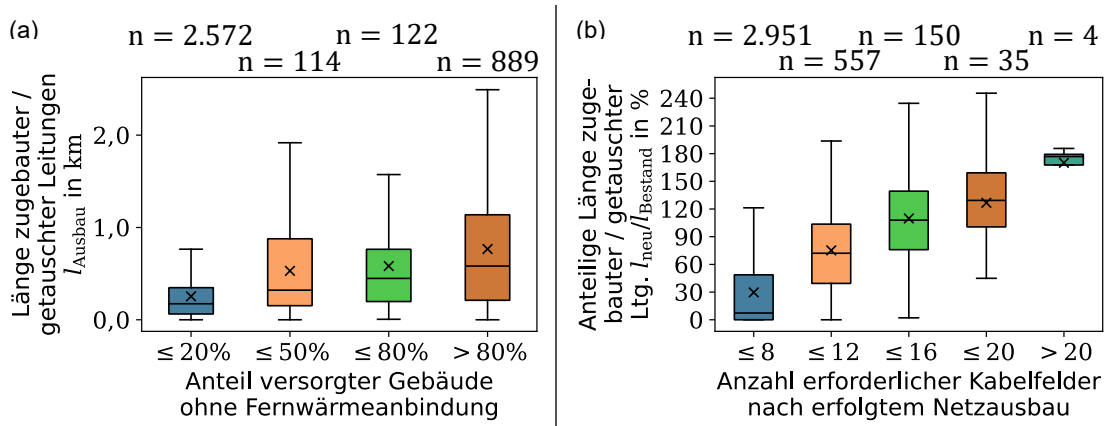 (a)
n = 2.572
n = 122
n = 114
n = 889
Länge zugebauter /
getauschter Leitungen
l_Ausbau in km
2,0
1,0
0,0
≤ 20%
≤ 50%
≤ 80%
> 80%
Anteil versorgter Gebäude
ohne Fernwärmeanbindung
(b)
n = 2.951
n = 150
n = 4
n = 557
n = 35
Anteilige Länge zuge-
bauter / getauschter
Ltg. l_neu/l_Bestand in %
240
210
180
150
120
90
60
30
0
≤ 8
≤ 12
≤ 16
≤ 20
> 20
Anzahl erforderlicher Kabelfelder
nach erfolgtem Netzausbau